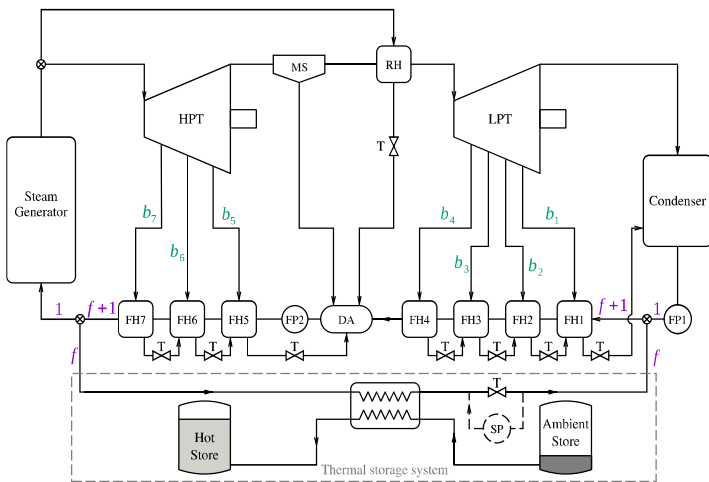 MS
RH
HPT
LPT
T
Steam
Generator
Condenser
b₇
b₆
b₅
b₄
b₃
b₂
b₁
1
f+1
f+1
1
FH7
FH6
FH5
FP2
DA
FH4
FH3
FH2
FH1
FP1
T
T
T
T
T
T
T
f
f
T
Hot
Store
SP
Ambient
Store
Thermal storage system